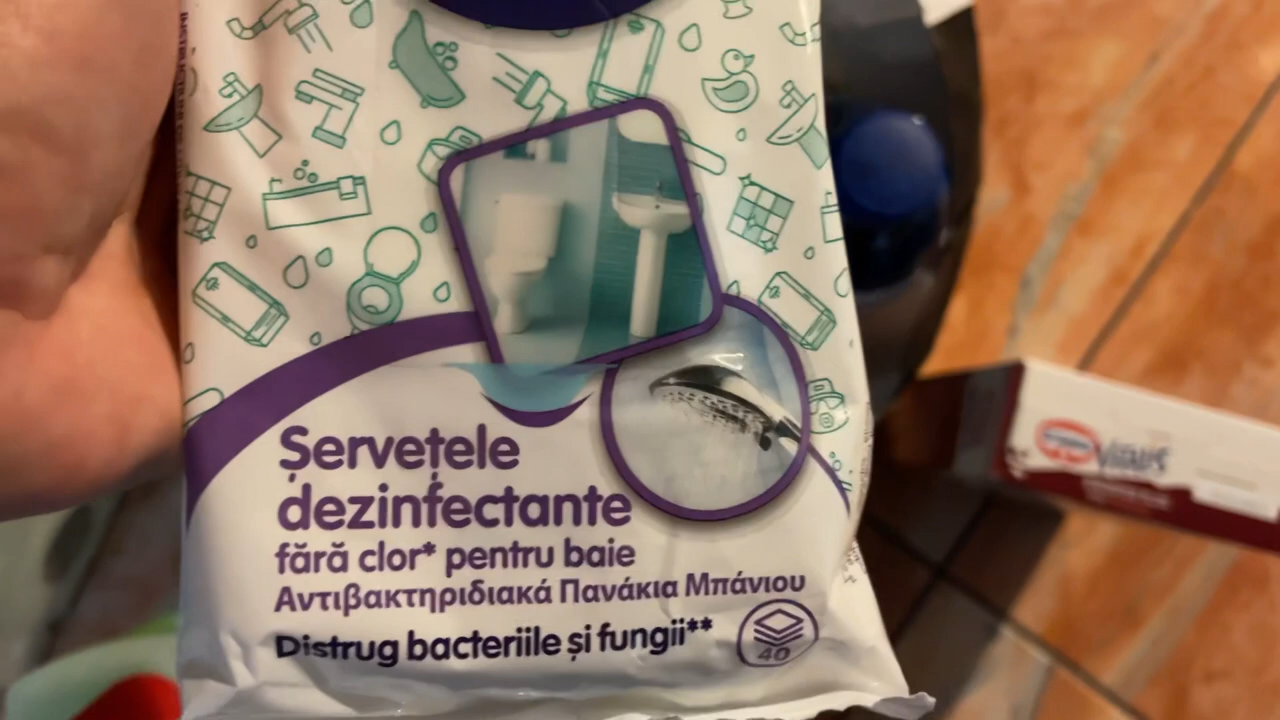 Șervețele
dezinfectante
fără clor* pentru baie
Αντιβακτηριδιακά Πανάκια Μπάνιου
Distrug bacteriile și fungii**
40